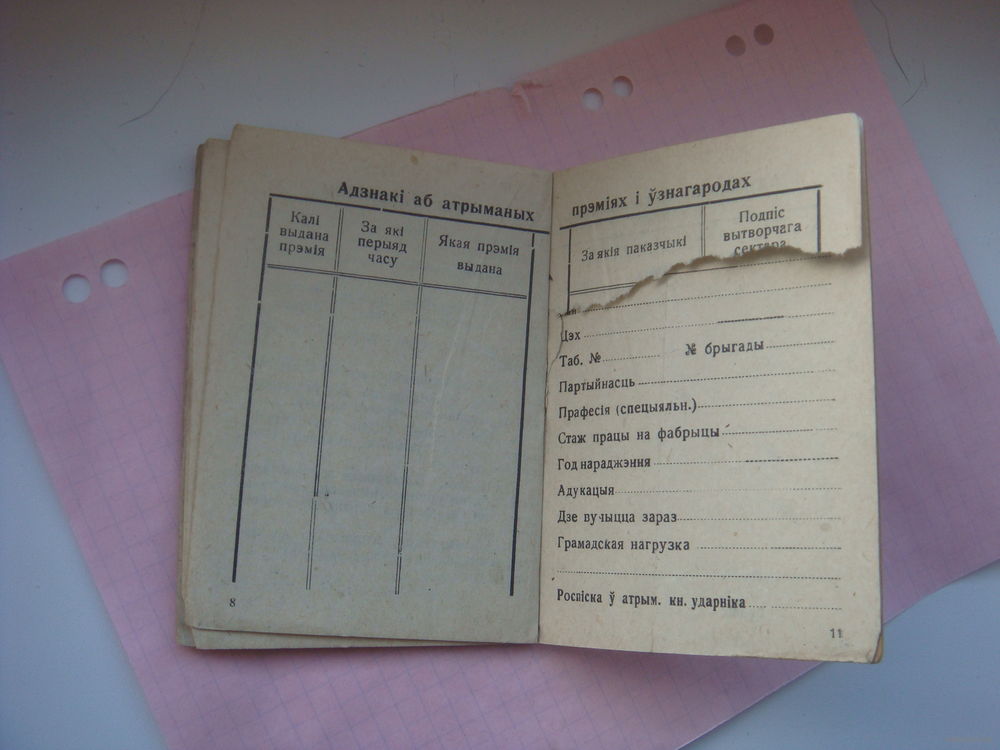 Адзнакі аб атрыманых
Калі
выдана
прэмія
За які
перыяд
часу
Якая прэмія
выдана
8
прэміях і ўзнагародах
За якія паказчыкі
Подпіс
вытворчага
сектара
Цэх
Таб. № № брыгады
Партыйнасць
Прафесія (спецыяльн.)
Стаж працы на фабрыцы
Год нараджэння
Адукацыя
Дзе вучыцца зараз
Грамадская нагрузка
Роспіска ў атрым. кн. ударніка
11